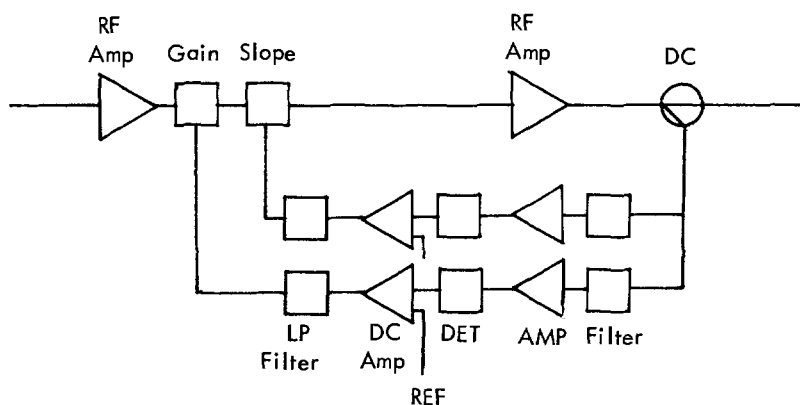 RF
Amp
Gain
Slope
RF
Amp
DC
LP
Filter
DC
Amp
DET
AMP
Filter
REF